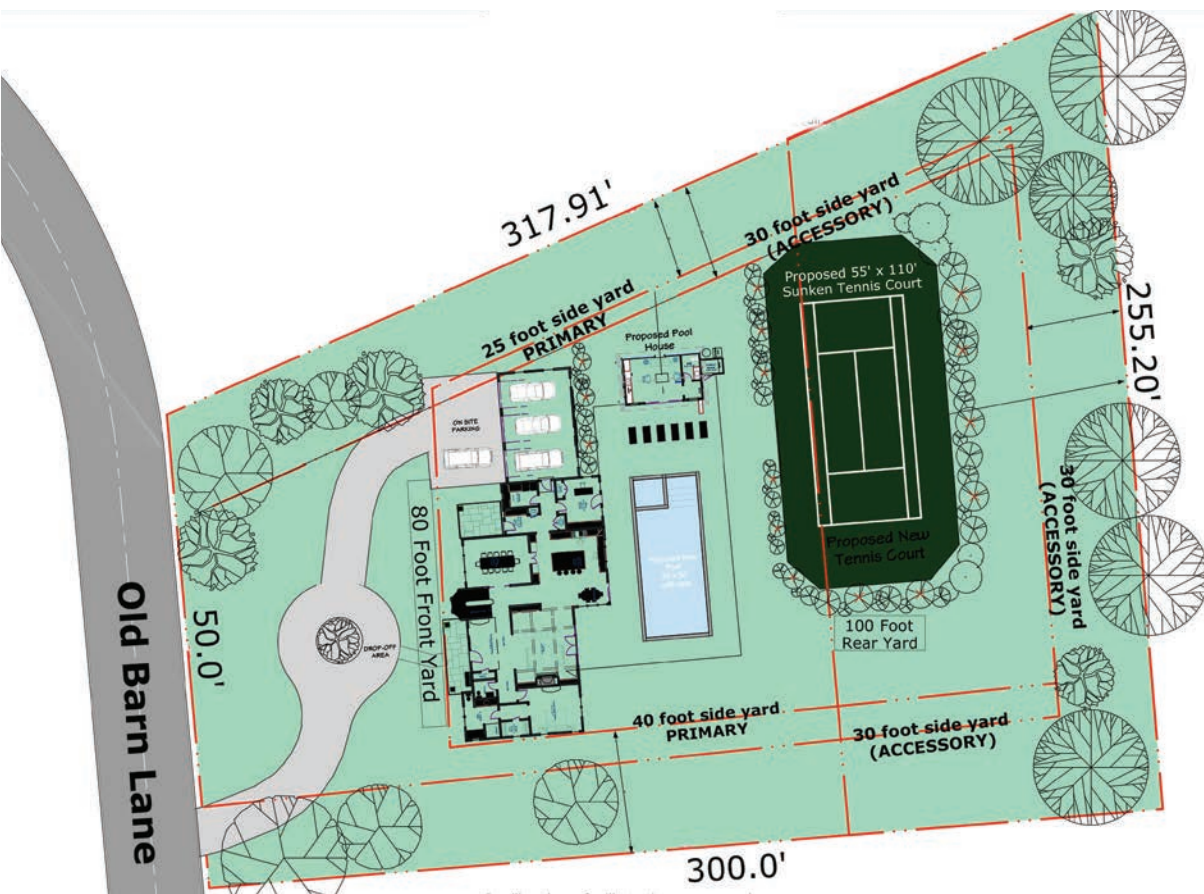 317.91'
30 foot side yard
(ACCESSORY)
25 foot side yard
PRIMARY
Proposed 55' x 110'
Sunken Tennis Court
255.20'
Proposed Pool
House
ON SITE
PARKING
80 Foot Front Yard
30 foot side yard
(ACCESSORY)
Proposed New
Tennis Court
Old Barn Lane
50.0'
DROP-OFF
AREA
100 Foot
Rear Yard
40 foot side yard
PRIMARY
30 foot side yard
(ACCESSORY)
300.0'